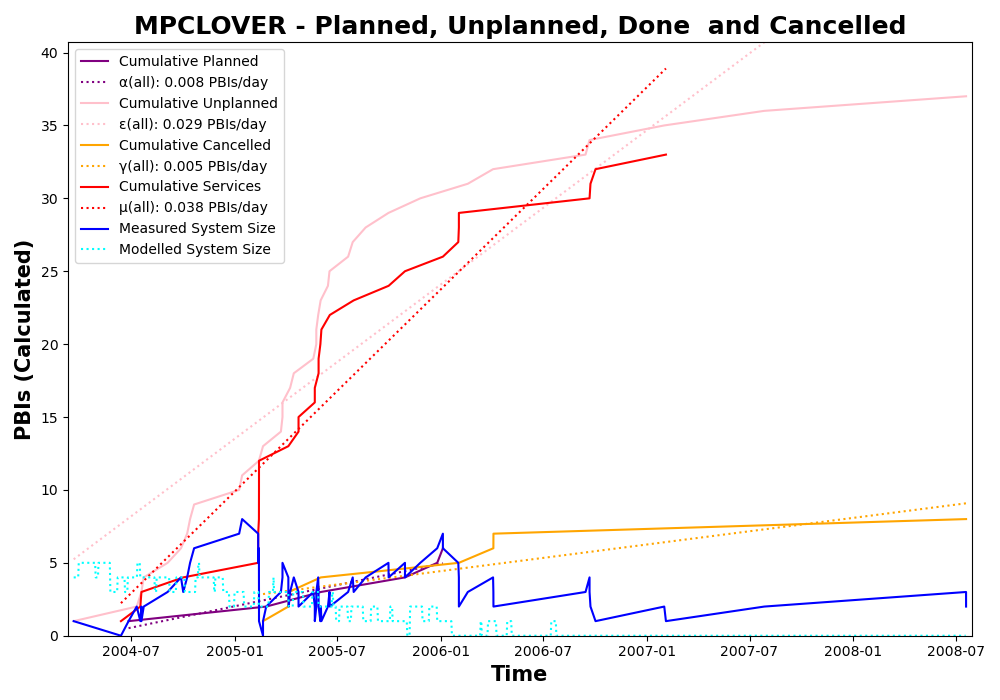 MPCLOVER - Planned, Unplanned, Done  and Cancelled
Cumulative Planned
α(all): 0.008 PBIs/day
Cumulative Unplanned
ε(all): 0.029 PBIs/day
Cumulative Cancelled
γ(all): 0.005 PBIs/day
Cumulative Services
μ(all): 0.038 PBIs/day
Measured System Size
Modelled System Size
PBIs (Calculated)
40
35
30
25
20
15
10
5
0
2004-07 2005-01 2005-07 2006-01 2006-07 2007-01 2007-07 2008-01 2008-07
Time